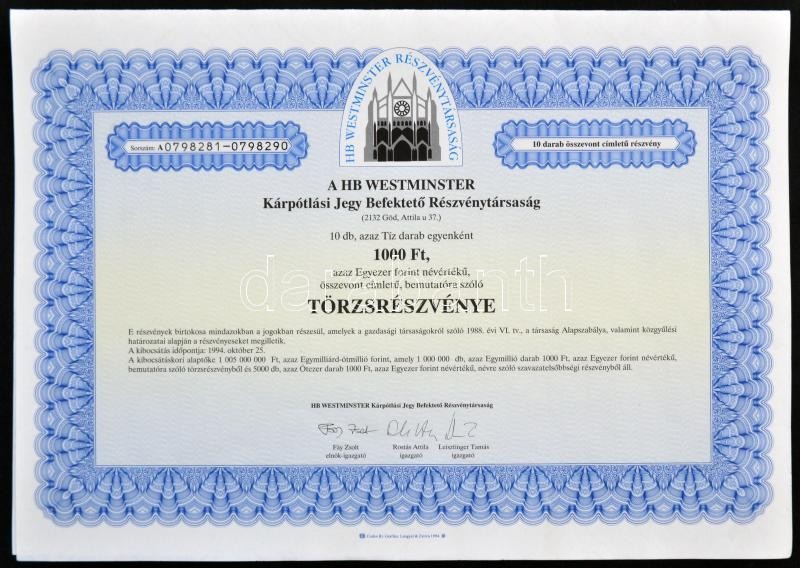 HB WESTMINSTER RÉSZVÉNYTÁRSASÁG
Sorszám: A0798281-0798290
10 darab összevont címletű részvény
A HB WESTMINSTER
Kárpótlási Jegy Befektető Részvénytársaság
(2132 Göd, Attila u 37.)
10 db, azaz Tíz darab egyenként
1000 Ft,
azaz Egyezer forint névértékű,
összevont címletű, bemutatóra szóló
TÖRZSRÉSZVÉNYE
E részvények birtokosa mindazokban a jogokban részesül, amelyek a gazdasági társaságokról szóló 1988. évi VI. tv., a társaság Alapszabálya, valamint közgyűlési
határozatai alapján a részvényeseket megilletik.
A kibocsátás időpontja: 1994. október 25.
A kibocsátáskori alaptőke 1 005 000 000 Ft, azaz Egymilliárd-ötmillió forint, amely 1 000 000 db, azaz Egymillió darab 1000 Ft, azaz Egyezer forint névértékű,
bemutatóra szóló törzsrészvényből és 5000 db, azaz Ötezer darab 1000 Ft, azaz Egyezer forint névértékű, névre szóló szavazatelsőbbségi részvényből áll.
HB WESTMINSTER Kárpótlási Jegy Befektető Részvénytársaság
Fáy Zsolt
elnök-igazgató
Rostás Attila
igazgató
Leisztinger Tamás
igazgató